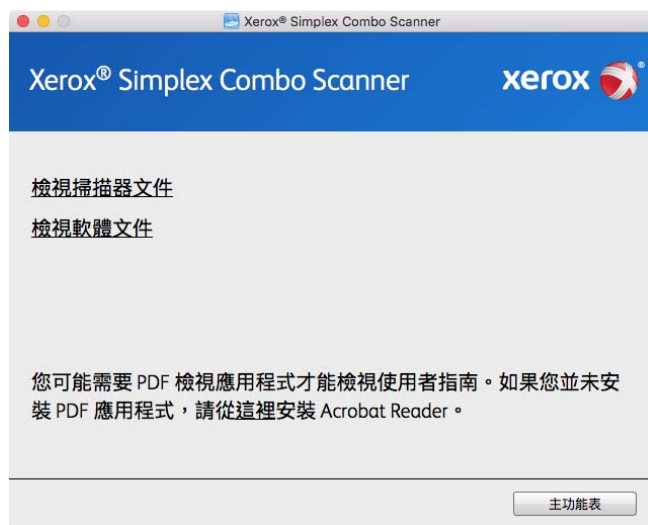 Xerox® Simplex Combo Scanner
Xerox® Simplex Combo Scanner
xerox®
檢視掃描器文件
檢視軟體文件
您可能需要 PDF 檢視應用程式才能檢視使用者指南。如果您並未安
裝 PDF 應用程式,請從這裡安裝 Acrobat Reader。
主功能表